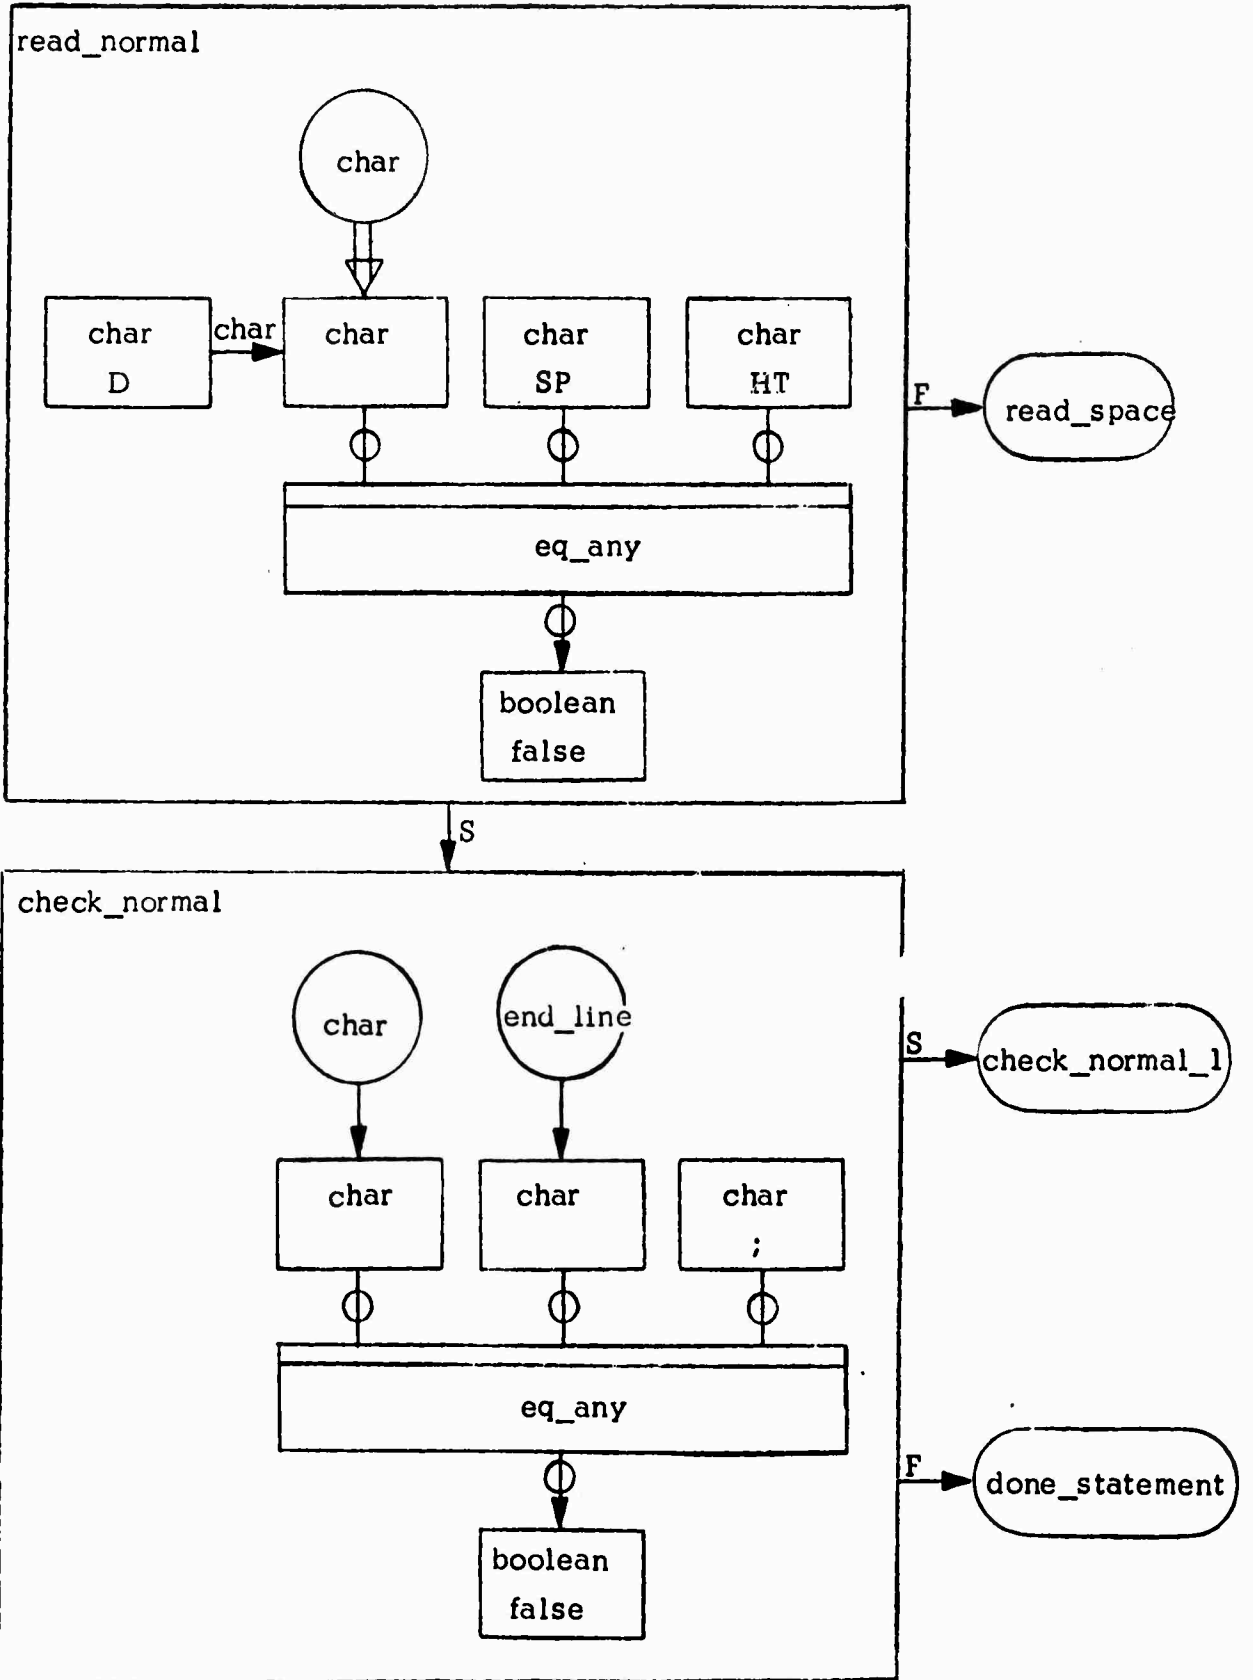 read_normal
char
char
D
char
char
char
SP
char
HT
F
read_space
eq_any
boolean
false
S
check_normal
char
end_line
S
check_normal_1
char
char
char
;
eq_any
F
done_statement
boolean
false